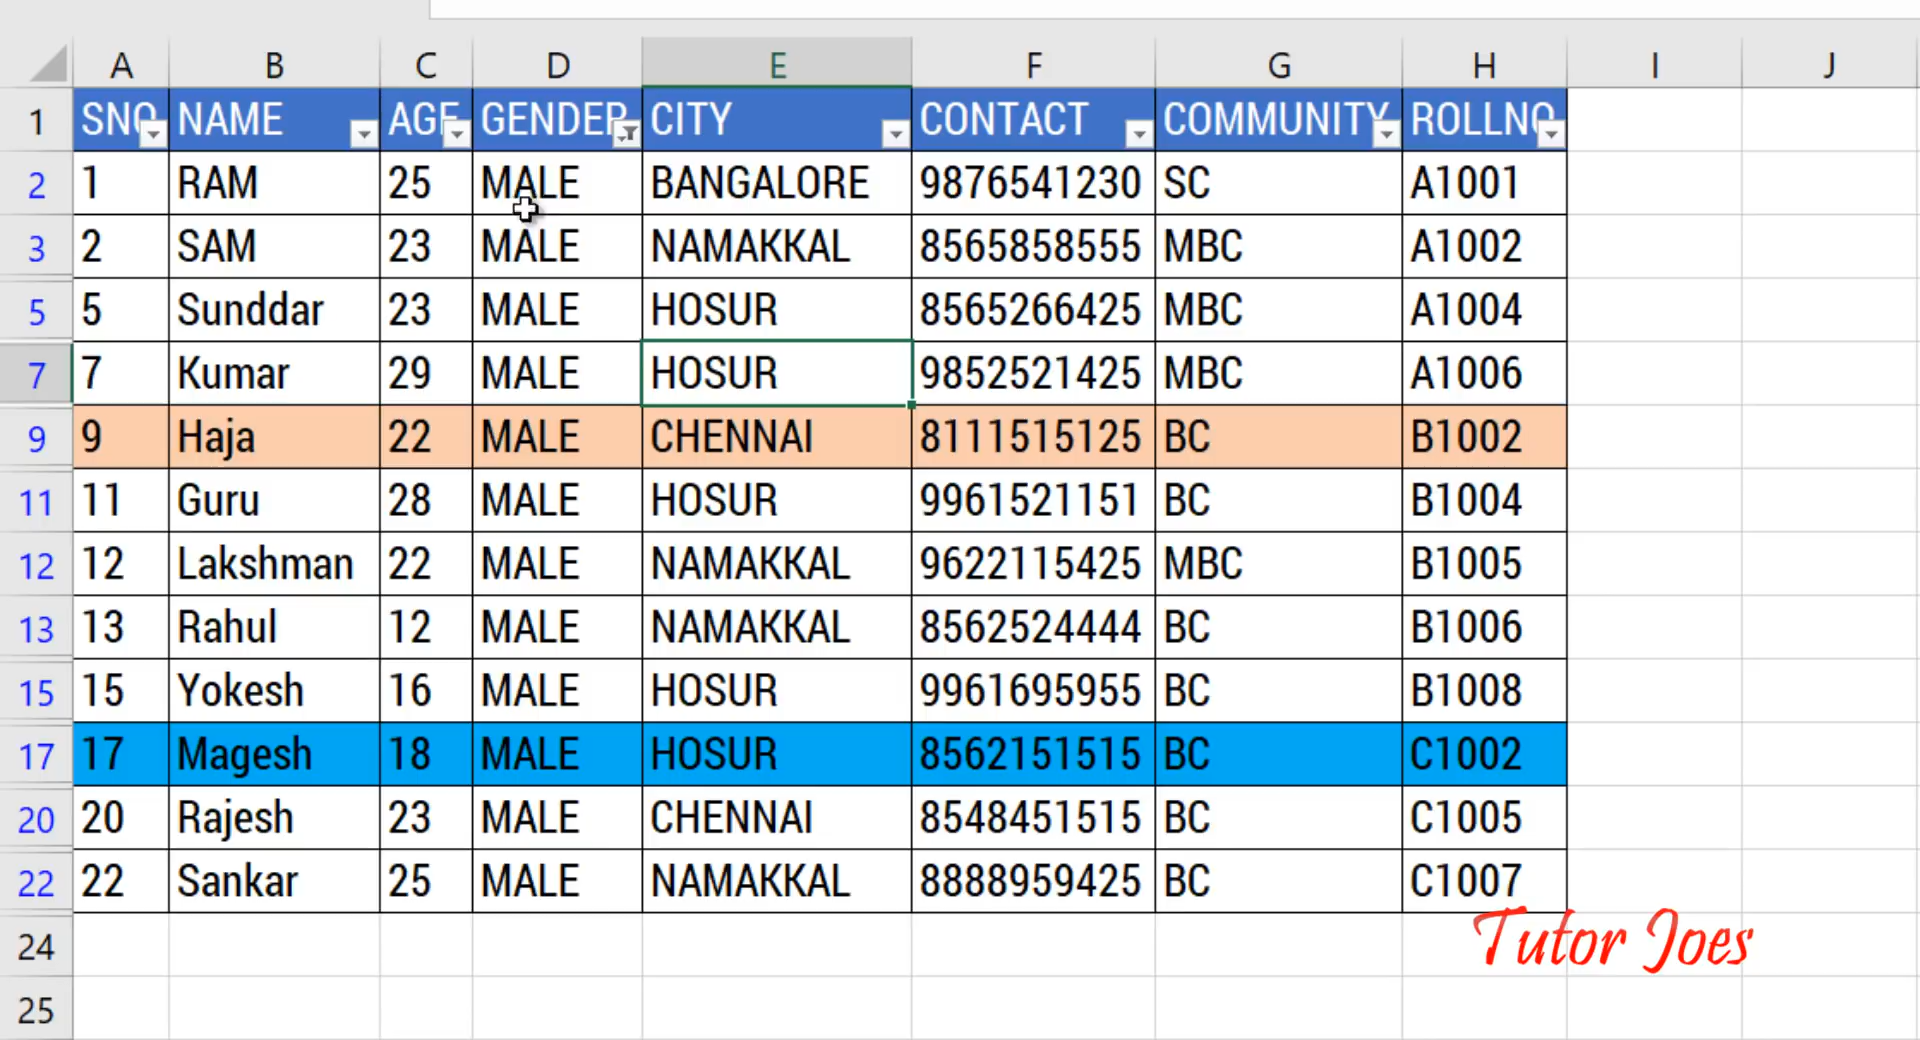 A B C D E F G H I J
1 SNO NAME AGE GENDER CITY CONTACT COMMUNITY ROLLNO
2 1 RAM 25 MALE BANGALORE 9876541230 SC A1001
3 2 SAM 23 MALE NAMAKKAL 8565858555 MBC A1002
5 5 Sunddar 23 MALE HOSUR 8565266425 MBC A1004
7 7 Kumar 29 MALE HOSUR 9852521425 MBC A1006
9 9 Haja 22 MALE CHENNAI 8111515125 BC B1002
11 11 Guru 28 MALE HOSUR 9961521151 BC B1004
12 12 Lakshman 22 MALE NAMAKKAL 9622115425 MBC B1005
13 13 Rahul 12 MALE NAMAKKAL 8562524444 BC B1006
15 15 Yokesh 16 MALE HOSUR 9961695955 BC B1008
17 17 Magesh 18 MALE HOSUR 8562151515 BC C1002
20 20 Rajesh 23 MALE CHENNAI 8548451515 BC C1005
22 22 Sankar 25 MALE NAMAKKAL 8888959425 BC C1007
24 Tutor Joes
25